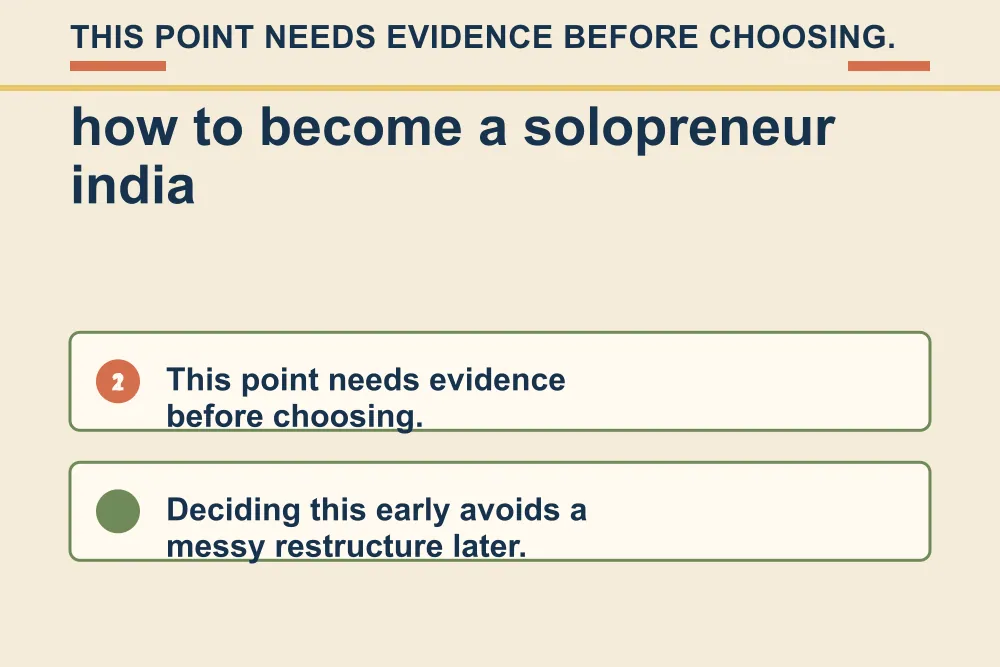 THIS POINT NEEDS EVIDENCE BEFORE CHOOSING.
how to become a solopreneur
india
2
This point needs evidence
before choosing.
Deciding this early avoids a
messy restructure later.